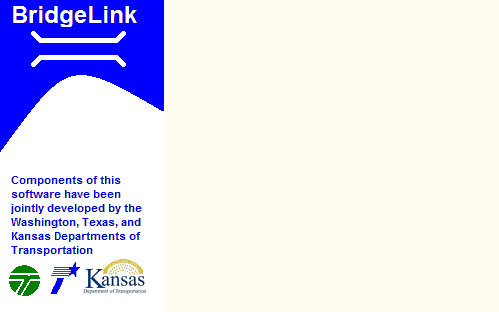 BridgeLink
Components of this
software have been
jointly developed by the
Washington, Texas, and
Kansas Departments of
Transportation
Kansas
Department of Transportation